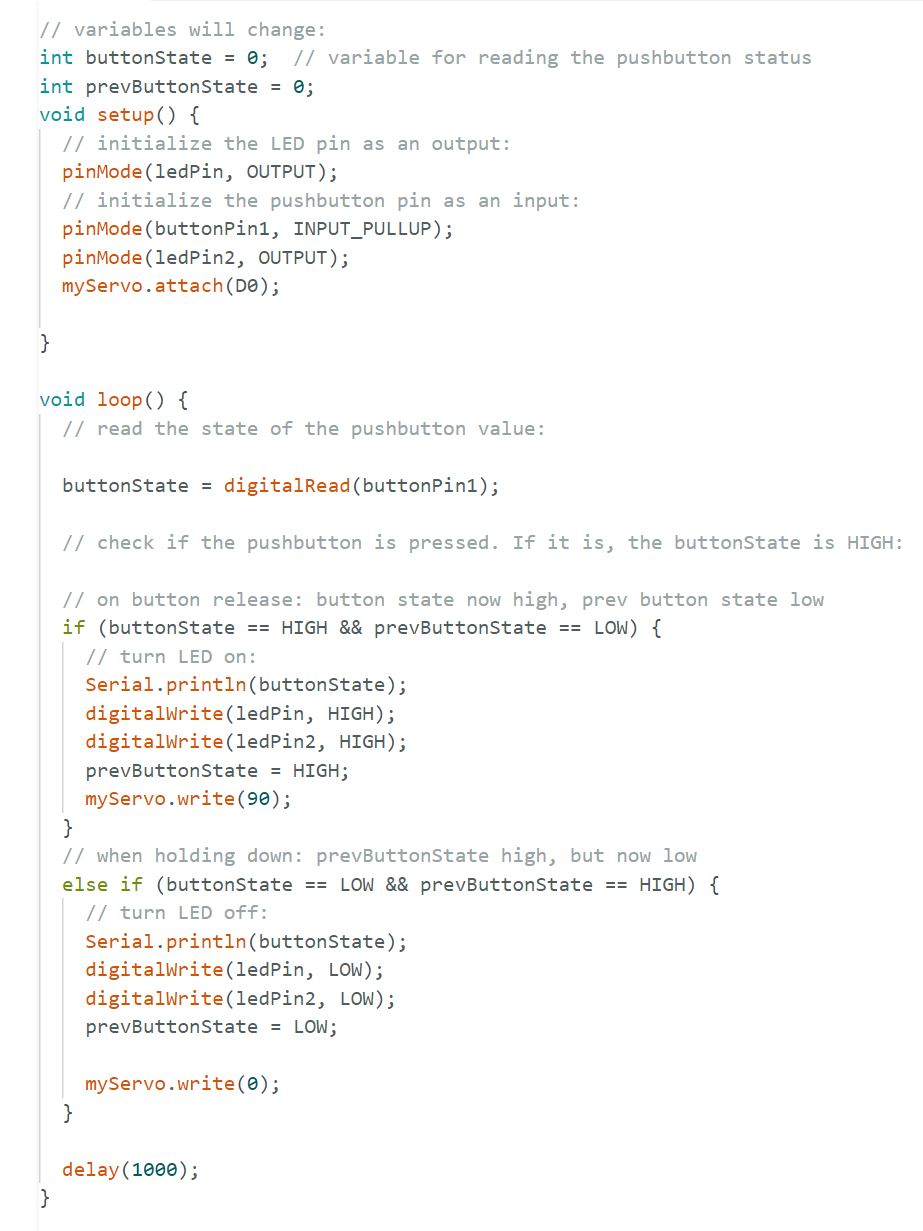 // variables will change:
int buttonState = 0;  // variable for reading the pushbutton status
int prevButtonState = 0;
void setup() {
  // initialize the LED pin as an output:
  pinMode(ledPin, OUTPUT);
  // initialize the pushbutton pin as an input:
  pinMode(buttonPin1, INPUT_PULLUP);
  pinMode(ledPin2, OUTPUT);
  myServo.attach(D0);

}

void loop() {
  // read the state of the pushbutton value:

  buttonState = digitalRead(buttonPin1);

  // check if the pushbutton is pressed. If it is, the buttonState is HIGH:

  // on button release: button state now high, prev button state low
  if (buttonState == HIGH && prevButtonState == LOW) {
    // turn LED on:
    Serial.println(buttonState);
    digitalWrite(ledPin, HIGH);
    digitalWrite(ledPin2, HIGH);
    prevButtonState = HIGH;
    myServo.write(90);
  }
  // when holding down: prevButtonState high, but now low
  else if (buttonState == LOW && prevButtonState == HIGH) {
    // turn LED off:
    Serial.println(buttonState);
    digitalWrite(ledPin, LOW);
    digitalWrite(ledPin2, LOW);
    prevButtonState = LOW;

    myServo.write(0);
  }

  delay(1000);
}